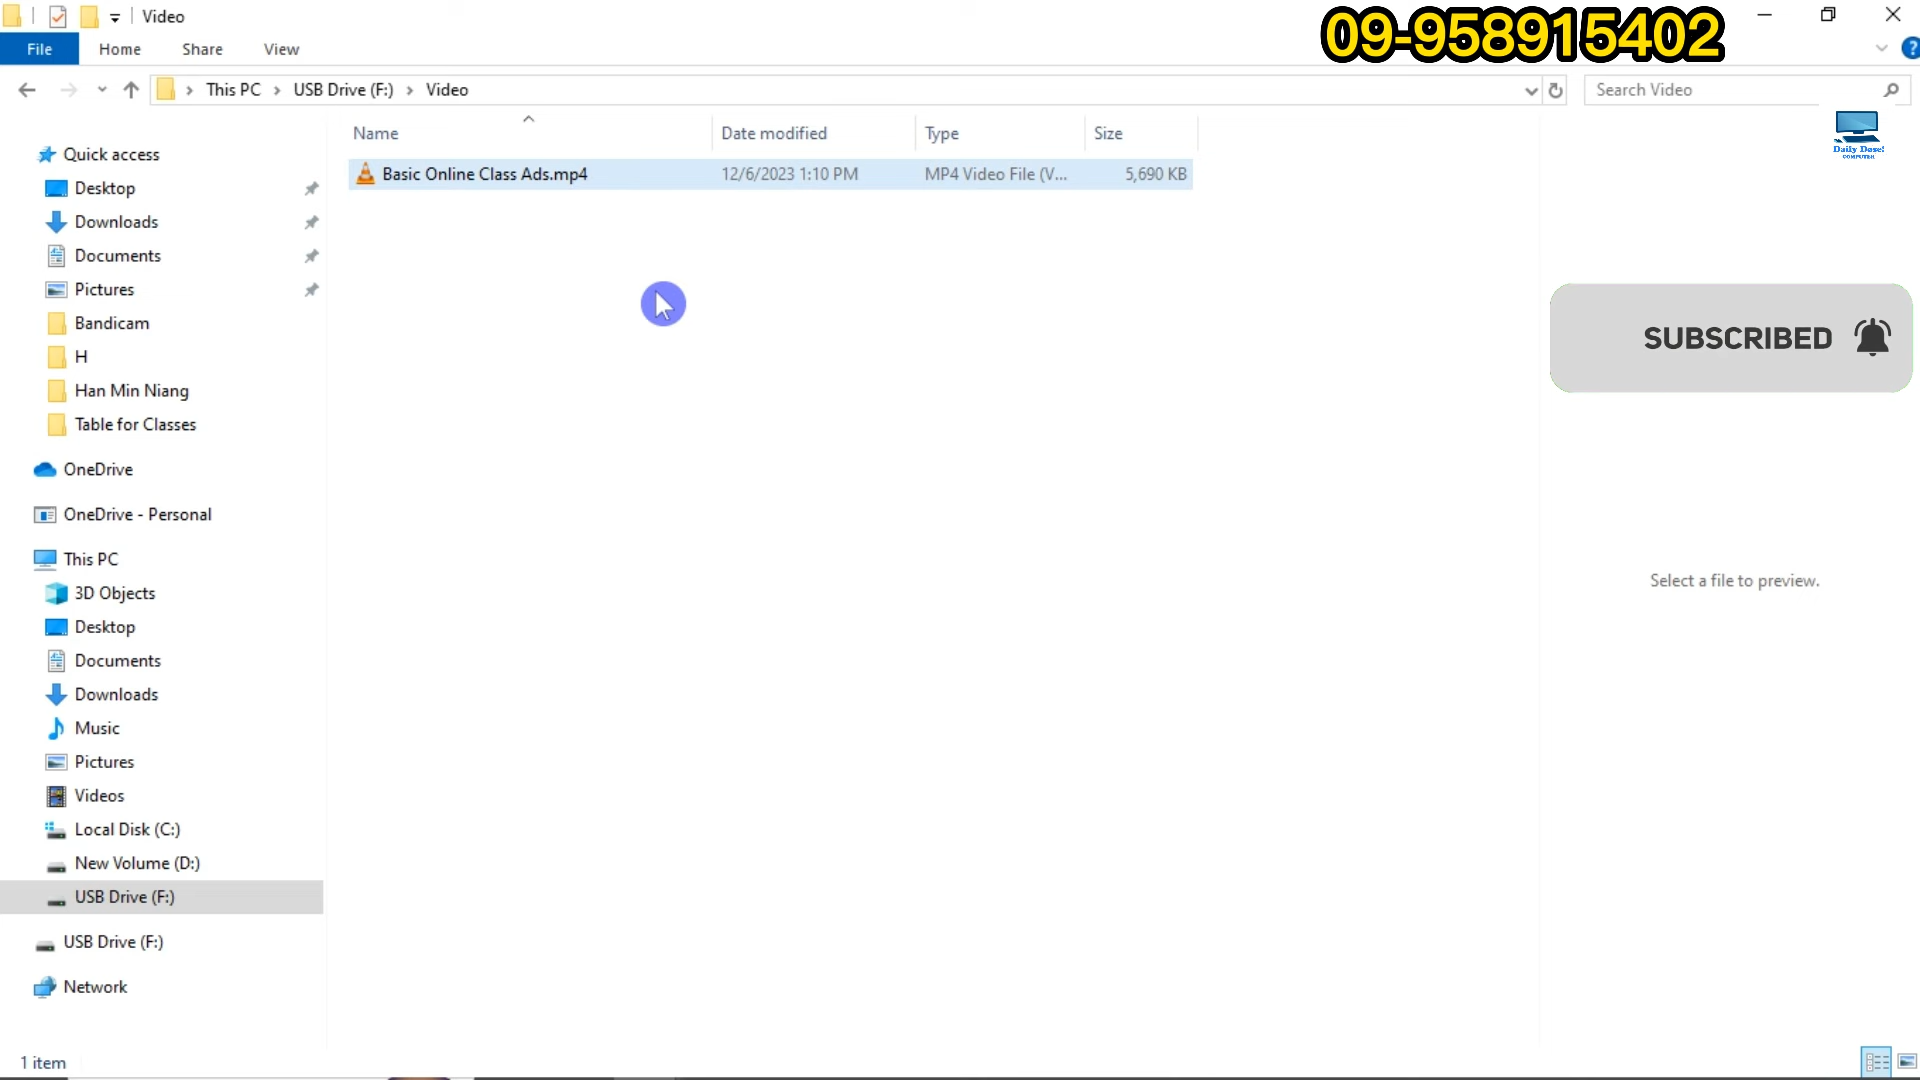 Video
09-958915402
File Home Share View
?
This PC > USB Drive (F:) > Video
Search Video
Name Date modified Type Size
Daily Dose!
COMPUTER
Basic Online Class Ads.mp4 12/6/2023 1:10 PM MP4 Video File (V... 5,690 KB
Quick access
Desktop
Downloads
Documents
Pictures
Bandicam
H
Han Min Niang
Table for Classes
OneDrive
OneDrive - Personal
This PC
3D Objects
Desktop
Documents
Downloads
Music
Pictures
Videos
Local Disk (C:)
New Volume (D:)
USB Drive (F:)
USB Drive (F:)
Network
SUBSCRIBED
Select a file to preview.
1 item